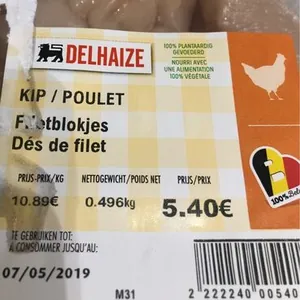 DELHAIZE
100% PLANTAARDIG
GEVOEDERD
NOURRI AVEC
UNE ALIMENTATION
100% VÉGÉTALE
KIP / POULET
Filetblokjes
Dés de filet
PRIJS-PRIX/KG NETTOGEWICHT/POIDS NET PRIJS/PRIX
10.89€ 0.496kg 5.40€
100% Bel
TE GEBRUIKEN TOT:
A CONSOMMER JUSQU'AU:
07/05/2019
M31
2 222240 00540